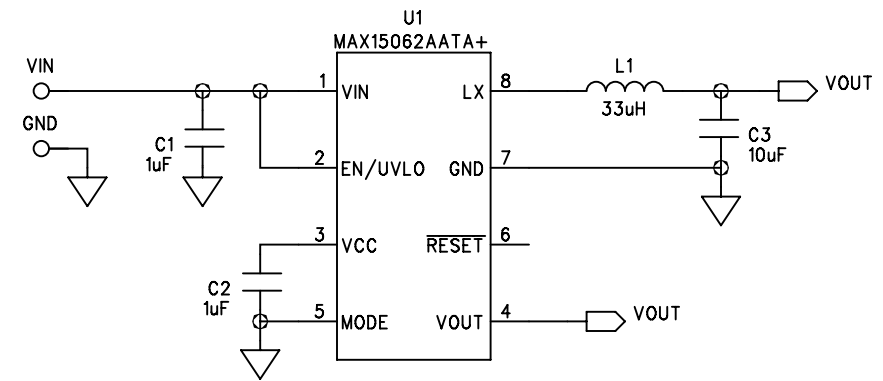 U1
MAX15062AATA+
VIN
GND
C1
1uF
1
VIN
2
EN/UVLO
3
VCC
C2
1uF
5
MODE
LX
8
GND
7
RESET
6
VOUT
4
L1
33uH
VOUT
C3
10uF
VOUT